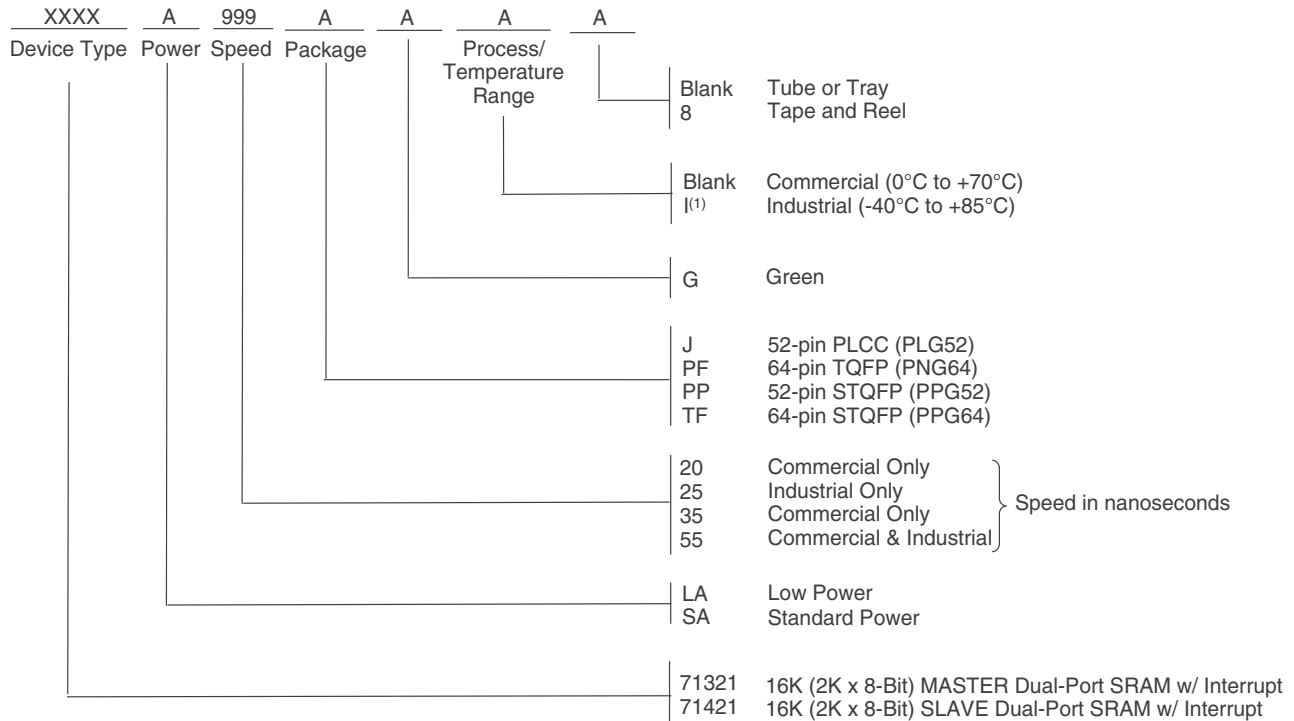 XXXX A 999 A A A A
Device Type Power Speed Package Process/
Temperature
Range
Blank Tube or Tray
8 Tape and Reel
Blank Commercial (0°C to +70°C)
I(1) Industrial (-40°C to +85°C)
G Green
J 52-pin PLCC (PLG52)
PF 64-pin TQFP (PNG64)
PP 52-pin STQFP (PPG52)
TF 64-pin STQFP (PPG64)
20 Commercial Only
25 Industrial Only
35 Commercial Only
55 Commercial & Industrial
Speed in nanoseconds
LA Low Power
SA Standard Power
71321 16K (2K x 8-Bit) MASTER Dual-Port SRAM w/ Interrupt
71421 16K (2K x 8-Bit) SLAVE Dual-Port SRAM w/ Interrupt